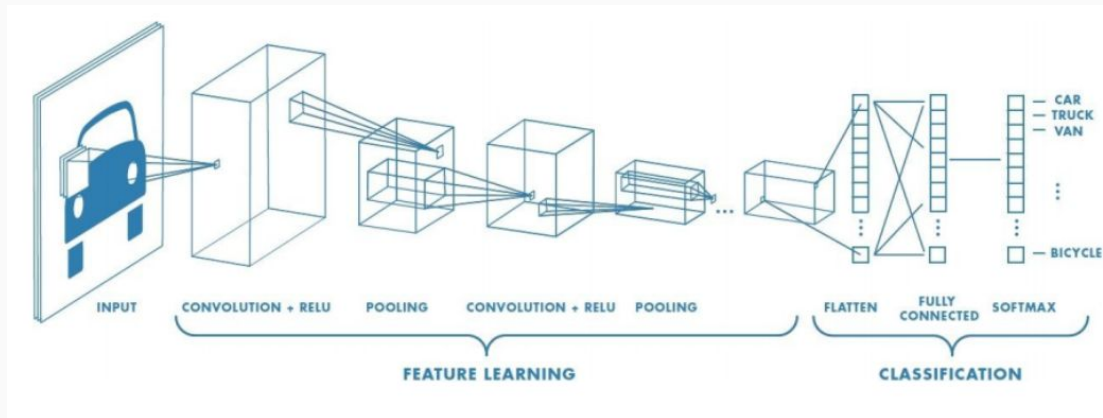 CAR
TRUCK
VAN
BICYCLE
INPUT
CONVOLUTION + RELU
POOLING
CONVOLUTION + RELU
POOLING
FLATTEN
FULLY
CONNECTED
SOFTMAX
FEATURE LEARNING
CLASSIFICATION